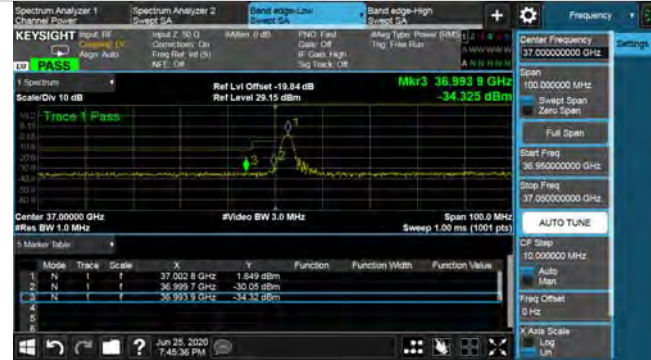 Spectrum Analyzer 1
Channel Power
Spectrum Analyzer 2
Swept SA
Band edge-Low
Swept SA
Band edge-High
Swept SA
Frequency
Settings
KEYSIGHT
Input: RF
Coupling: DC
Align: Auto
Input Z: 50 Ω
Corrections: On
Freq Ref: Int (S)
NFE: Off
PNO: Fast
Gate: Off
IF Gain: High
Sig Track: Off
Trig: Free Run
PASS
1 Spectrum
Scale/Div 10 dB
Ref Lvl Offset -19.84 dB
Ref Level 29.15 dBm
Mkr3 36.993 9 GHz
-34.325 dBm
Trace 1 Pass
1
2
3
Center 37.00000 GHz
#Res BW 1.0 MHz
#Video BW 3.0 MHz
Span 100.0 MHz
Sweep 1.00 ms (1001 pts)
5 Marker Table
Mode Trace Scale X Y Function Function Width Function Value
1 N 1 f 37.002 8 GHz 1.849 dBm
2 N 1 f 36.999 7 GHz -30.05 dBm
3 N 1 f 36.993 9 GHz -34.32 dBm
4
5
6
Jun 25, 2020
7:45:36 PM
Center Frequency
37.000000000 GHz
Span
100.000000 MHz
Swept Span
Zero Span
Full Span
Start Freq
36.950000000 GHz
Stop Freq
37.050000000 GHz
AUTO TUNE
CF Step
10.000000 MHz
Auto
Man
Freq Offset
0 Hz
X Axis Scale
Log
Lin